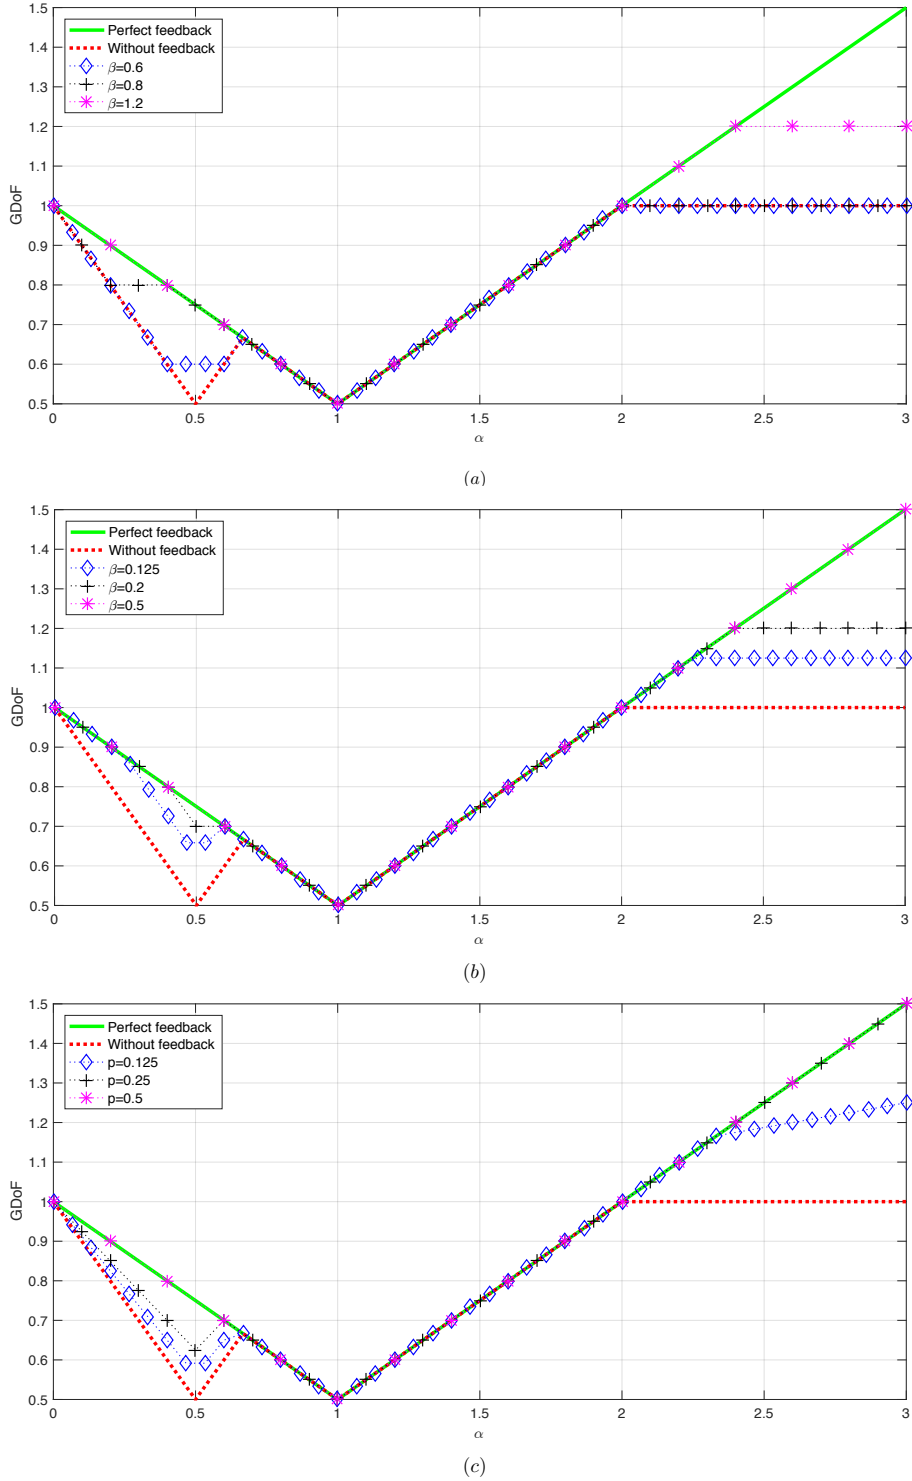 1.5
1.4
1.3
1.2
1.1
1
0.9
0.8
0.7
0.6
0.5
GDoF
Perfect feedback
Without feedback
β=0.6
β=0.8
β=1.2
0 0.5 1 1.5 2 2.5 3
α
(a)
1.5
1.4
1.3
1.2
1.1
1
0.9
0.8
0.7
0.6
0.5
GDoF
Perfect feedback
Without feedback
β=0.125
β=0.2
β=0.5
0 0.5 1 1.5 2 2.5 3
α
(b)
1.5
1.4
1.3
1.2
1.1
1
0.9
0.8
0.7
0.6
0.5
GDoF
Perfect feedback
Without feedback
p=0.125
p=0.25
p=0.5
0 0.5 1 1.5 2 2.5 3
α
(c)